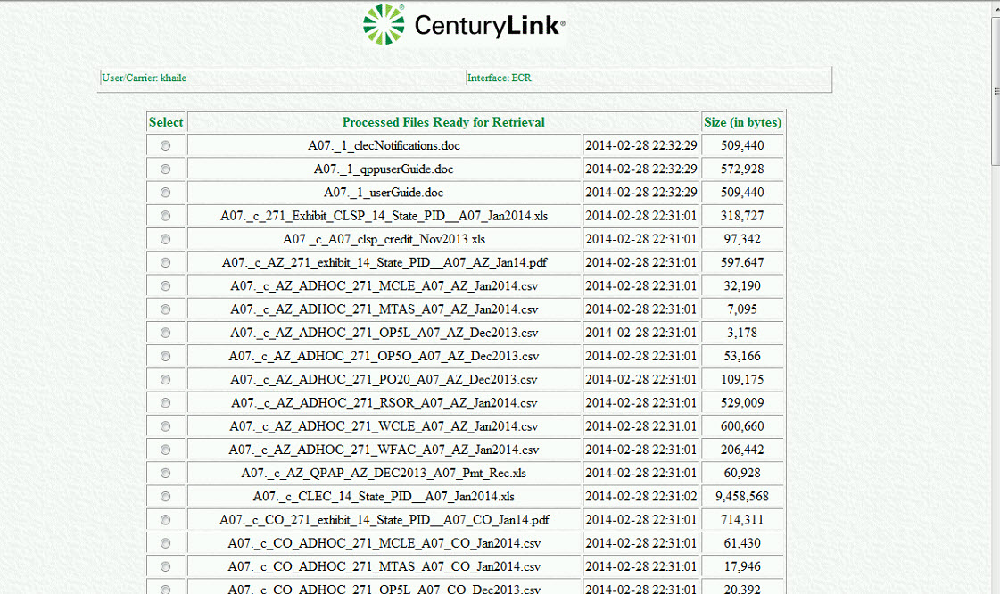 CenturyLink®
User/Carrier: khaile Interface: ECR
Select Processed Files Ready for Retrieval Size (in bytes)
A07._1_clecNotifications.doc 2014-02-28 22:32:29 509,440
A07._1_qppuserGuide.doc 2014-02-28 22:32:29 572,928
A07._1_userGuide.doc 2014-02-28 22:32:29 509,440
A07._c_271_Exhibit_CLSP_14_State_PID__A07_Jan2014.xls 2014-02-28 22:31:01 318,727
A07._c_A07_clsp_credit_Nov2013.xls 2014-02-28 22:31:01 97,342
A07._c_AZ_271_exhibit_14_State_PID__A07_AZ_Jan14.pdf 2014-02-28 22:31:01 597,647
A07._c_AZ_ADHOC_271_MCLE_A07_AZ_Jan2014.csv 2014-02-28 22:31:01 32,190
A07._c_AZ_ADHOC_271_MTAS_A07_AZ_Jan2014.csv 2014-02-28 22:31:01 7,095
A07._c_AZ_ADHOC_271_OP5L_A07_AZ_Dec2013.csv 2014-02-28 22:31:01 3,178
A07._c_AZ_ADHOC_271_OP5O_A07_AZ_Dec2013.csv 2014-02-28 22:31:01 53,166
A07._c_AZ_ADHOC_271_PO20_A07_AZ_Dec2013.csv 2014-02-28 22:31:01 109,175
A07._c_AZ_ADHOC_271_RSOR_A07_AZ_Jan2014.csv 2014-02-28 22:31:01 529,009
A07._c_AZ_ADHOC_271_WCLE_A07_AZ_Jan2014.csv 2014-02-28 22:31:01 600,660
A07._c_AZ_ADHOC_271_WFAC_A07_AZ_Jan2014.csv 2014-02-28 22:31:01 206,442
A07._c_AZ_QPAP_AZ_DEC2013_A07_Pmt_Rec.xls 2014-02-28 22:31:01 60,928
A07._c_CLEC_14_State_PID__A07_Jan2014.xls 2014-02-28 22:31:02 9,458,568
A07._c_CO_271_exhibit_14_State_PID__A07_CO_Jan14.pdf 2014-02-28 22:31:01 714,311
A07._c_CO_ADHOC_271_MCLE_A07_CO_Jan2014.csv 2014-02-28 22:31:01 61,430
A07._c_CO_ADHOC_271_MTAS_A07_CO_Jan2014.csv 2014-02-28 22:31:01 17,946
A07._c_CO_ADHOC_271_OP5L_A07_CO_Dec2013.csv 2014-02-28 22:31:01 20,392